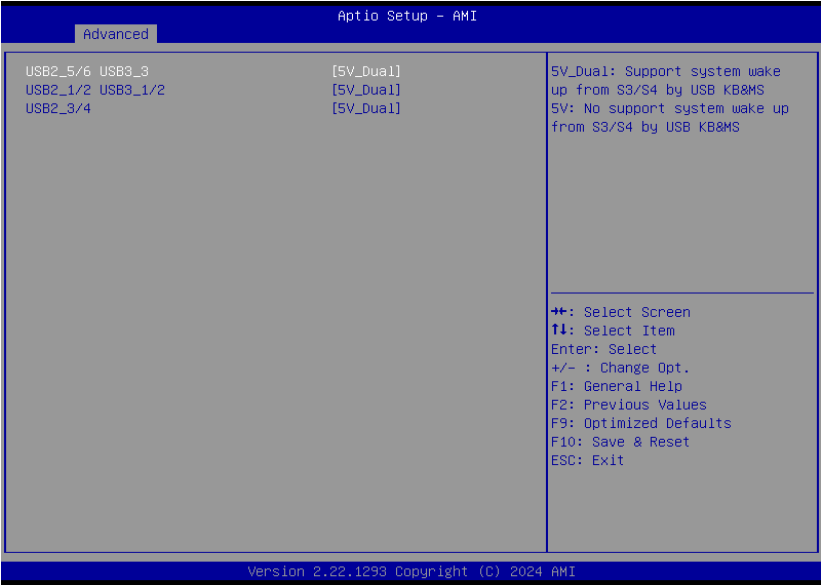 Aptio Setup – AMI
Advanced
USB2_5/6 USB3_3 [5V_Dual]
USB2_1/2 USB3_1/2 [5V_Dual]
USB2_3/4 [5V_Dual]
5V_Dual: Support system wake
up from S3/S4 by USB KB&MS
5V: No support system wake up
from S3/S4 by USB KB&MS
→←: Select Screen
↑↓: Select Item
Enter: Select
+/- : Change Opt.
F1: General Help
F2: Previous Values
F9: Optimized Defaults
F10: Save & Reset
ESC: Exit
Version 2.22.1293 Copyright (C) 2024 AMI